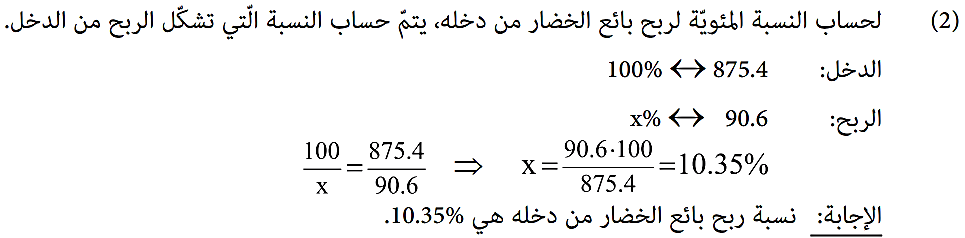 (2) لحساب النسبة المئويّة لربح بائع الخضار من دخله، يتمّ حساب النسبة الّتي تشكّل الربح من الدخل.
الدخل: 875.4 ↔ 100%
الربح: 90.6 ↔ x%
100/x = 875.4/90.6 ⇒ x = 90.6·100/875.4 = 10.35%
الإجابة: نسبة ربح بائع الخضار من دخله هي 10.35%.